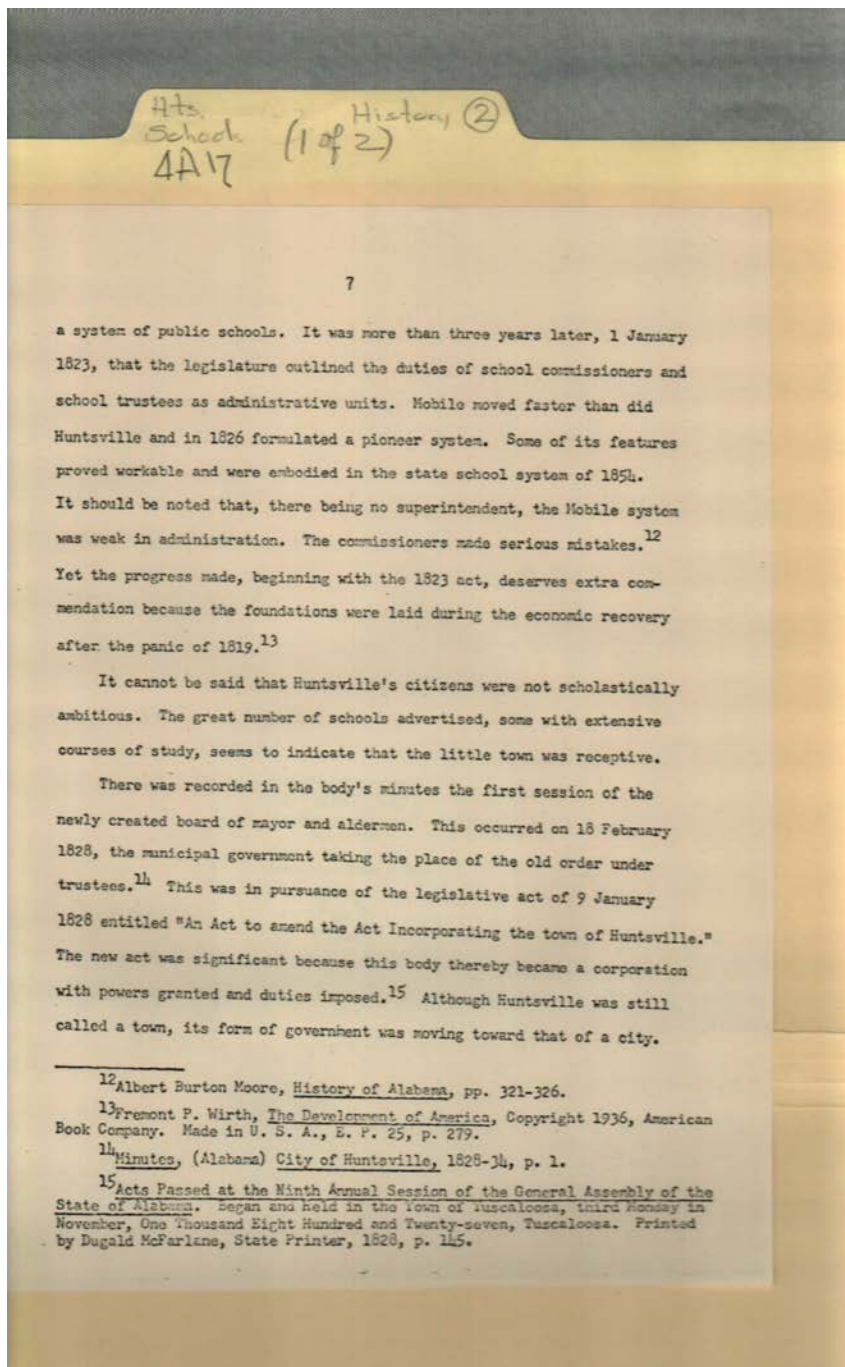 Hts. History ②
School (1 of 2)
4A17
7
a system of public schools. It was more than three years later, 1 January
1823, that the legislature outlined the duties of school commissioners and
school trustees as administrative units. Mobile moved faster than did
Huntsville and in 1826 formulated a pioneer system. Some of its features
proved workable and were embodied in the state school system of 1854.
It should be noted that, there being no superintendent, the Mobile system
was weak in administration. The commissioners made serious mistakes.12
Yet the progress made, beginning with the 1823 act, deserves extra com-
mendation because the foundations were laid during the economic recovery
after the panic of 1819.13
It cannot be said that Huntsville's citizens were not scholastically
ambitious. The great number of schools advertised, some with extensive
courses of study, seems to indicate that the little town was receptive.
There was recorded in the body's minutes the first session of the
newly created board of mayor and aldermen. This occurred on 18 February
1828, the municipal government taking the place of the old order under
trustees.14 This was in pursuance of the legislative act of 9 January
1828 entitled "An Act to amend the Act Incorporating the town of Huntsville."
The new act was significant because this body thereby became a corporation
with powers granted and duties imposed.15 Although Huntsville was still
called a town, its form of government was moving toward that of a city.
12Albert Burton Moore, History of Alabama, pp. 321-326.
13Fremont P. Wirth, The Development of America, Copyright 1936, American
Book Company. Made in U. S. A., E. P. 25, p. 279.
14Minutes, (Alabama) City of Huntsville, 1828-34, p. 1.
15Acts Passed at the Ninth Annual Session of the General Assembly of the
State of Alabama. Began and held in the Town of Tuscaloosa, third Monday in
November, One Thousand Eight Hundred and Twenty-seven, Tuscaloosa. Printed
by Dugald McFarlane, State Printer, 1828, p. 145.